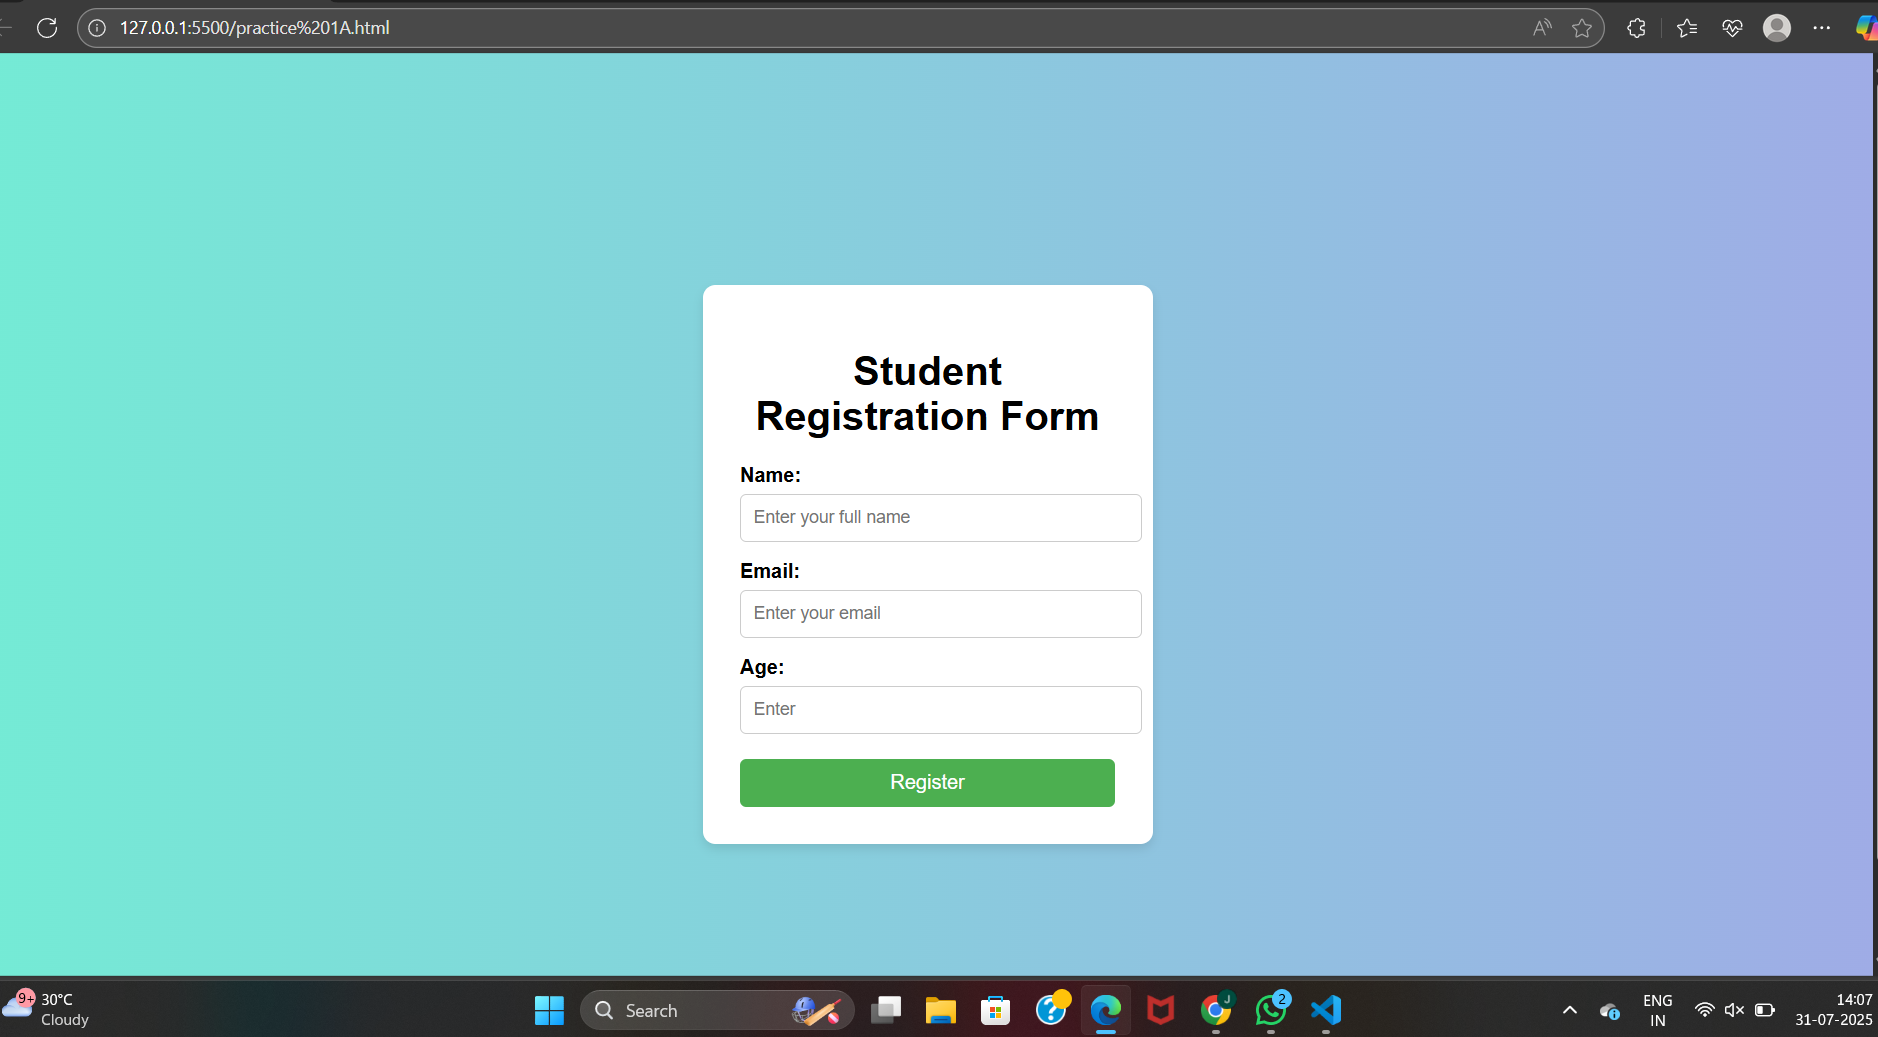 127.0.0.1:5500/practice%201A.html
Student
Registration Form
Name:
Enter your full name
Email:
Enter your email
Age:
Enter
Register
9+
30°C
Cloudy
Search
J
2
ENG
IN
14:07
31-07-2025